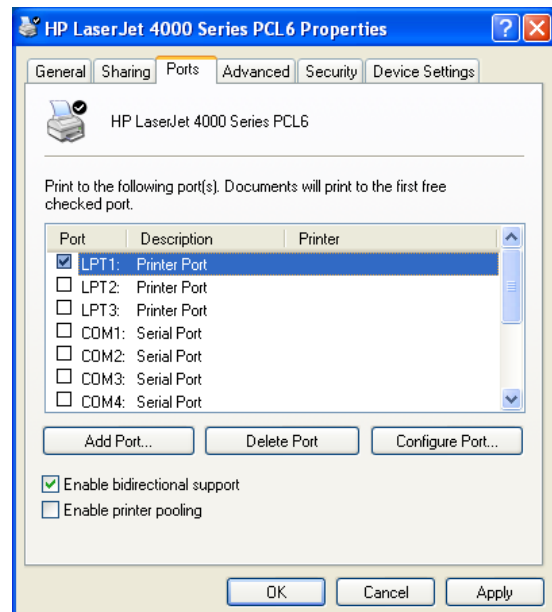 HP LaserJet 4000 Series PCL6 Properties
General Sharing Ports Advanced Security Device Settings
HP LaserJet 4000 Series PCL6
Print to the following port(s). Documents will print to the first free
checked port.
Port Description Printer
LPT1: Printer Port
LPT2: Printer Port
LPT3: Printer Port
COM1: Serial Port
COM2: Serial Port
COM3: Serial Port
COM4: Serial Port
Add Port... Delete Port Configure Port...
Enable bidirectional support
Enable printer pooling
OK Cancel Apply